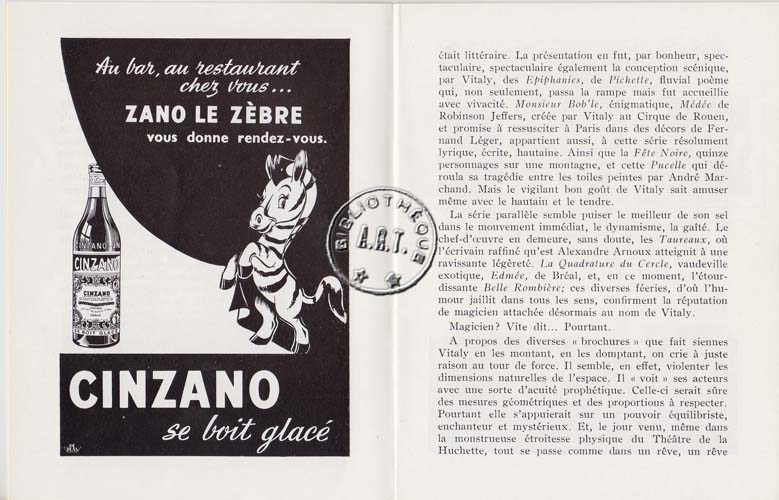 Au bar, au restaurant
chez vous...
ZANO LE ZÈBRE
vous donne rendez-vous.
CINZANO
CINZANO
CINZANO
SE BOIT GLACÉ
CINZANO
se boit glacé
BIBLIOTHÈQUE
A.R.T.
était littéraire. La présentation en fut, par bonheur, spec-
taculaire, spectaculaire également la conception scénique,
par Vitaly, des Epiphanies, de Pichette, fluvial poème
qui, non seulement, passa la rampe mais fut accueillie
avec vivacité. Monsieur Bob'le, énigmatique, Médée de
Robinson Jeffers, créée par Vitaly au Cirque de Rouen,
et promise à ressusciter à Paris dans des décors de Fer-
nand Léger, appartient aussi, à cette série résolument
lyrique, écrite, hautaine. Ainsi que la Fête Noire, quinze
personnages sur une montagne, et cette Pucelle qui dé-
roula sa tragédie entre les toiles peintes par André Mar-
chand. Mais le vigilant bon goût de Vitaly sait amuser
même avec le hautain et le tendre.
La série parallèle semble puiser le meilleur de son sel
dans le mouvement immédiat, le dynamisme, la gaîté. Le
chef-d'œuvre en demeure, sans doute, les Taureaux, où
l'écrivain raffiné qu'est Alexandre Arnoux atteignit à une
ravissante légèreté. La Quadrature du Cercle, vaudeville
exotique, Edmée, de Bréal, et, en ce moment, l'étour-
dissante Belle Rombière; ces diverses féeries, d'où l'hu-
mour jaillit dans tous les sens, confirment la réputation
de magicien attachée désormais au nom de Vitaly.
Magicien? Vite dit... Pourtant.
A propos des diverses « brochures » que fait siennes
Vitaly en les montant, en les domptant, on crie à juste
raison au tour de force. Il semble, en effet, violenter les
dimensions naturelles de l'espace. Il « voit » ses acteurs
avec une sorte d'acuité prophétique. Celle-ci serait sûre
des mesures géométriques et des proportions à respecter.
Pourtant elle s'appuierait sur un pouvoir équilibriste,
enchanteur et mystérieux. Et, le jour venu, même dans
la monstrueuse étroitesse physique du Théâtre de la
Huchette, tout se passe comme dans un rêve, un rêve